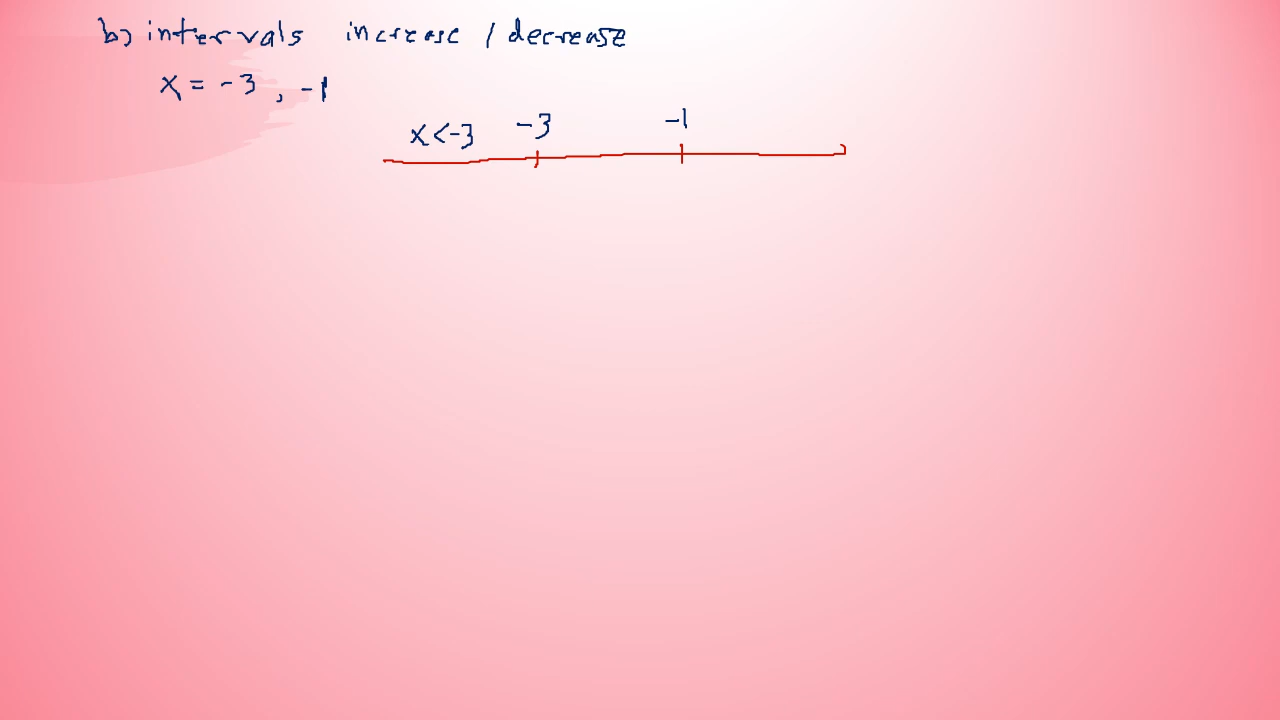 b) intervals increase / decrease
x = -3 , -1
x<-3 -3 -1